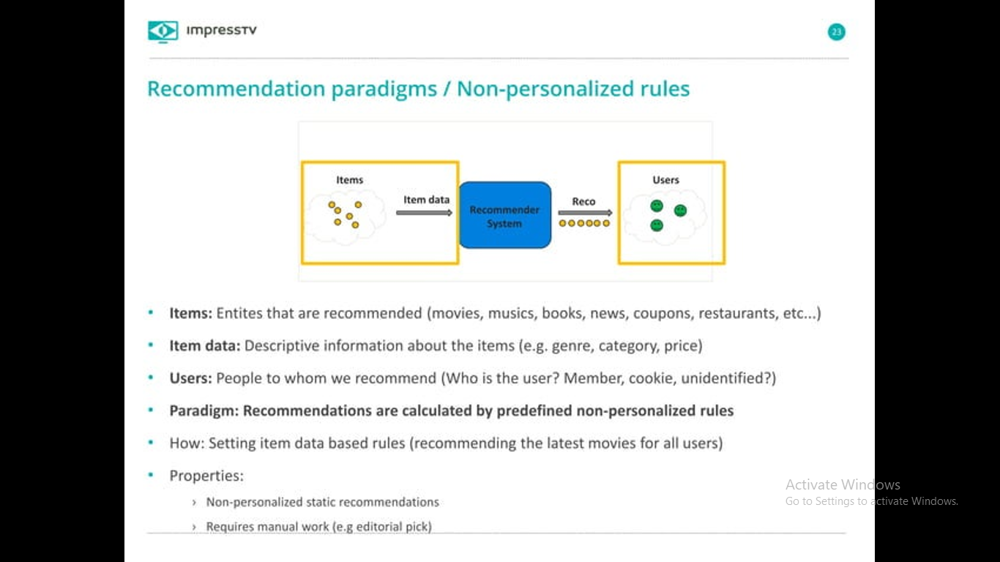 ImpressTV
23
Recommendation paradigms / Non-personalized rules
Items
Item data
Recommender
System
Reco
Users
• Items: Entites that are recommended (movies, musics, books, news, coupons, restaurants, etc...)
• Item data: Descriptive information about the items (e.g. genre, category, price)
• Users: People to whom we recommend (Who is the user? Member, cookie, unidentified?)
• Paradigm: Recommendations are calculated by predefined non-personalized rules
• How: Setting item data based rules (recommending the latest movies for all users)
• Properties:
› Non-personalized static recommendations
› Requires manual work (e.g editorial pick)
Activate Windows
Go to Settings to activate Windows.